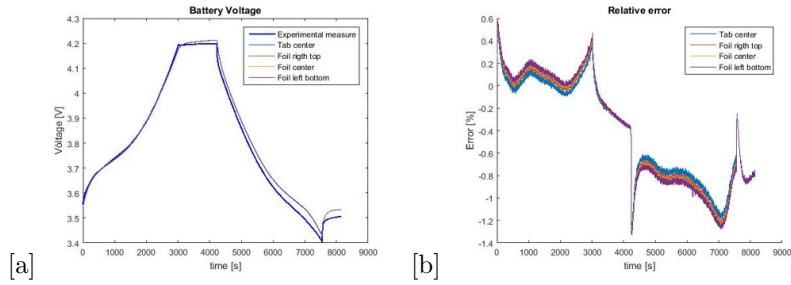 Battery Voltage
Voltage [V]
4.3
4.2
4.1
4
3.9
3.8
3.7
3.6
3.5
3.4
0 1000 2000 3000 4000 5000 6000 7000 8000 9000
time [s]
Experimental measure
Tab center
Foil rigth top
Foil center
Foil left bottom
[a]
Relative error
Error [%]
0.6
0.4
0.2
0
-0.2
-0.4
-0.6
-0.8
-1
-1.2
-1.4
0 1000 2000 3000 4000 5000 6000 7000 8000 9000
time [s]
Tab center
Foil rigth top
Foil center
Foil left bottom
[b]